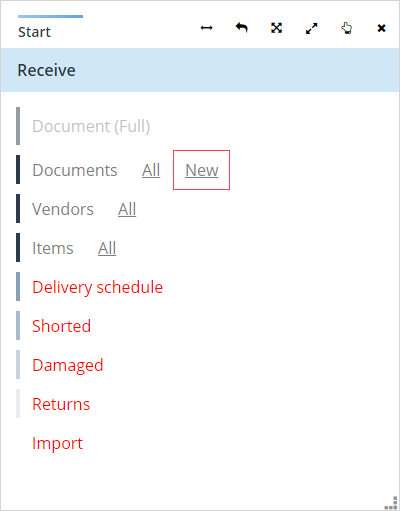 Start
Receive
Document (Full)
Documents All New
Vendors All
Items All
Delivery schedule
Shorted
Damaged
Returns
Import